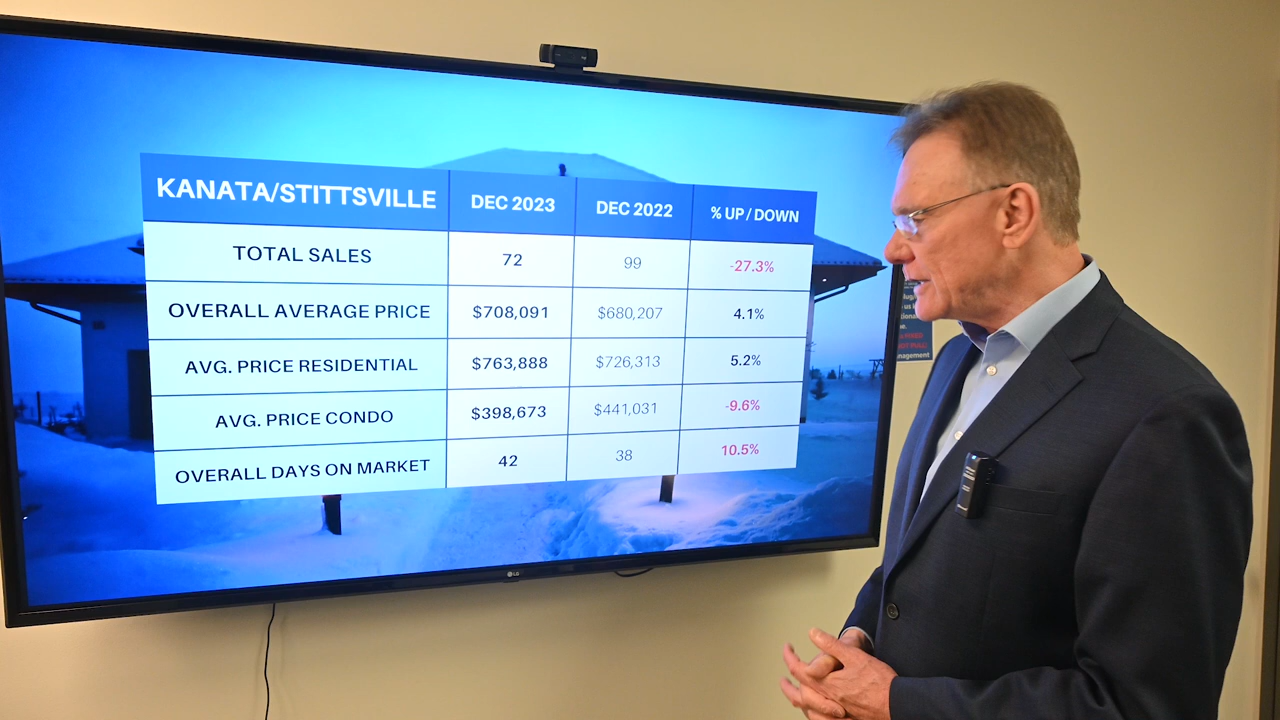 KANATA/STITTSVILLE DEC 2023 DEC 2022 % UP / DOWN
TOTAL SALES 72 99 -27.3%
OVERALL AVERAGE PRICE $708,091 $680,207 4.1%
AVG. PRICE RESIDENTIAL $763,888 $726,313 5.2%
AVG. PRICE CONDO $398,673 $441,031 -9.6%
OVERALL DAYS ON MARKET 42 38 10.5%
LG